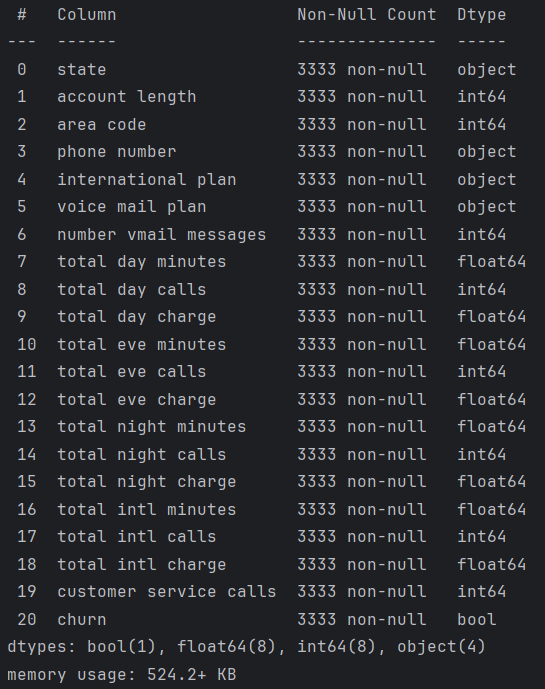 #   Column                  Non-Null Count  Dtype
---  ------                  --------------  -----
 0   state                   3333 non-null   object
 1   account length          3333 non-null   int64
 2   area code               3333 non-null   int64
 3   phone number            3333 non-null   object
 4   international plan      3333 non-null   object
 5   voice mail plan         3333 non-null   object
 6   number vmail messages   3333 non-null   int64
 7   total day minutes       3333 non-null   float64
 8   total day calls         3333 non-null   int64
 9   total day charge        3333 non-null   float64
 10  total eve minutes       3333 non-null   float64
 11  total eve calls         3333 non-null   int64
 12  total eve charge        3333 non-null   float64
 13  total night minutes     3333 non-null   float64
 14  total night calls       3333 non-null   int64
 15  total night charge      3333 non-null   float64
 16  total intl minutes      3333 non-null   float64
 17  total intl calls        3333 non-null   int64
 18  total intl charge       3333 non-null   float64
 19  customer service calls  3333 non-null   int64
 20  churn                   3333 non-null   bool
dtypes: bool(1), float64(8), int64(8), object(4)
memory usage: 524.2+ KB